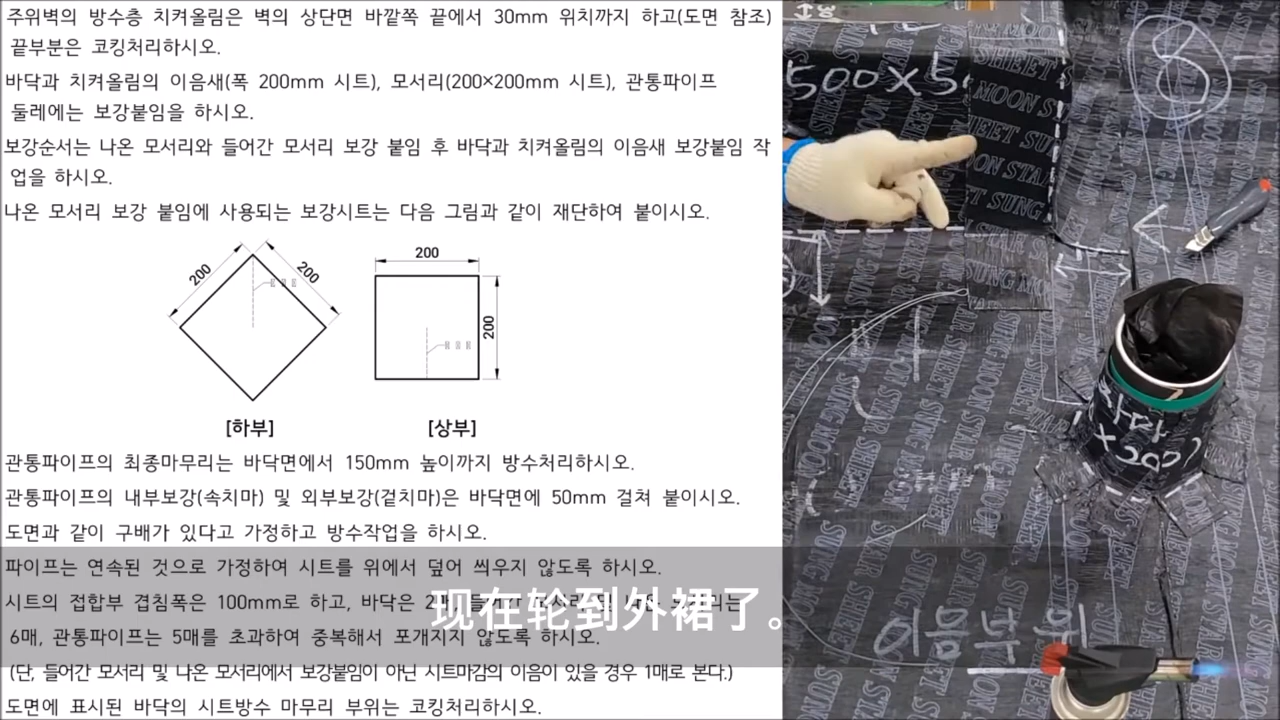 주위벽의 방수층 치켜올림은 벽의 상단면 바깥쪽 끝에서 30mm 위치까지 하고(도면 참조)
끝부분은 코킹처리하시오.
바닥과 치켜올림의 이음새(폭 200mm 시트), 모서리(200×200mm 시트), 관통파이프
둘레에는 보강붙임을 하시오.
보강순서는 나온 모서리와 들어간 모서리 보강 붙임 후 바닥과 치켜올림의 이음새 보강붙임 작
업을 하시오.
나온 모서리 보강 붙임에 사용되는 보강시트는 다음 그림과 같이 재단하여 붙이시오.
200 200
200
200
[하부] [상부]
관통파이프의 최종마무리는 바닥면에서 150mm 높이까지 방수처리하시오.
관통파이프의 내부보강(속치마) 및 외부보강(겉치마)은 바닥면에 50mm 걸쳐 붙이시오.
도면과 같이 구배가 있다고 가정하고 방수작업을 하시오.
파이프는 연속된 것으로 가정하여 시트를 위에서 덮어 씌우지 않도록 하시오.
시트의 접합부 겹침폭은 100mm로 하고, 바닥은
现在轮到外裙了。
6매, 관통파이프는 5매를 초과하여 중복해서 포개지지 않도록 하시오.
(단, 들어간 모서리 및 나온 모서리에서 보강붙임이 아닌 시트마감의 이음이 있을 경우 1매로 본다.)
도면에 표시된 바닥의 시트방수 마무리 부위는 코킹처리하시오.
500×5
8
MOON STAR
SHEET SUNG
×200
이음부위